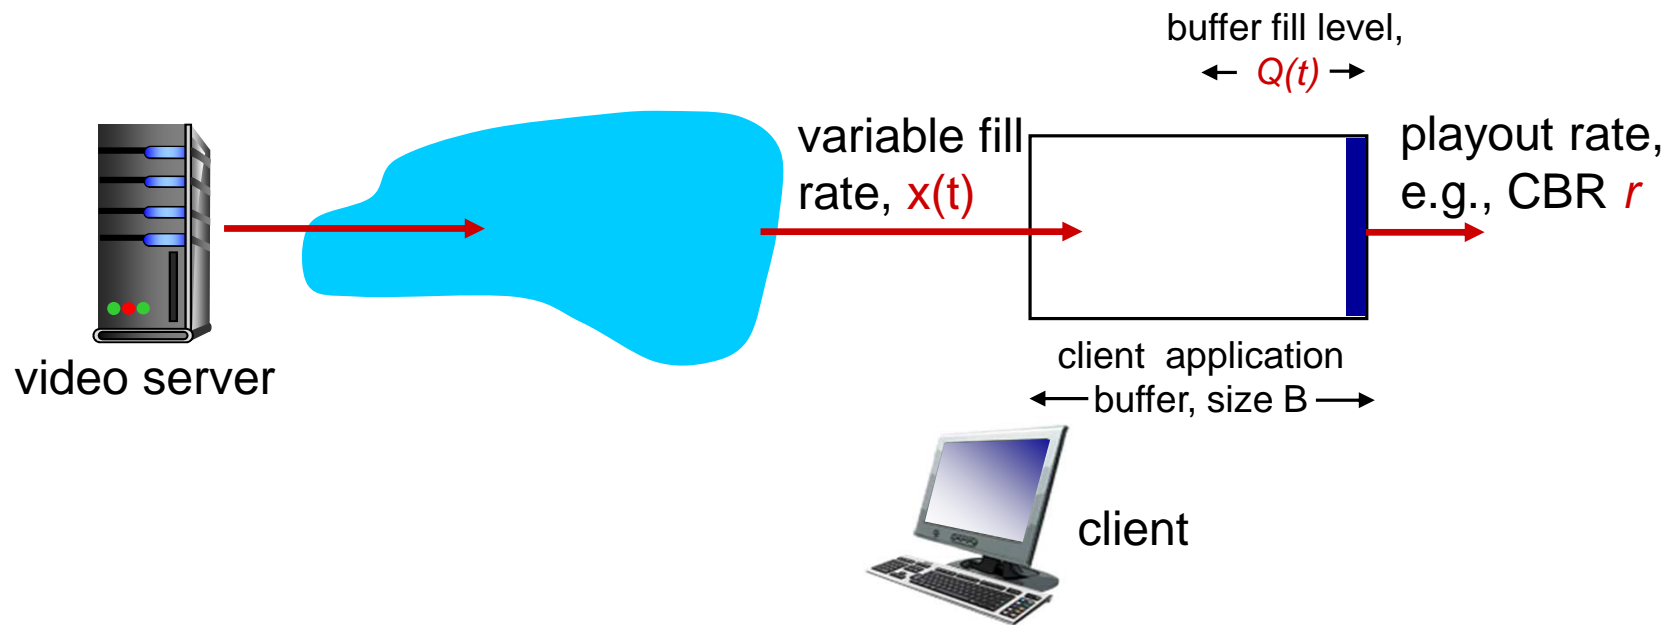 buffer fill level,
Q(t)
variable fill
rate, x(t)
playout rate,
e.g., CBR r
video server
client application
buffer, size B
client